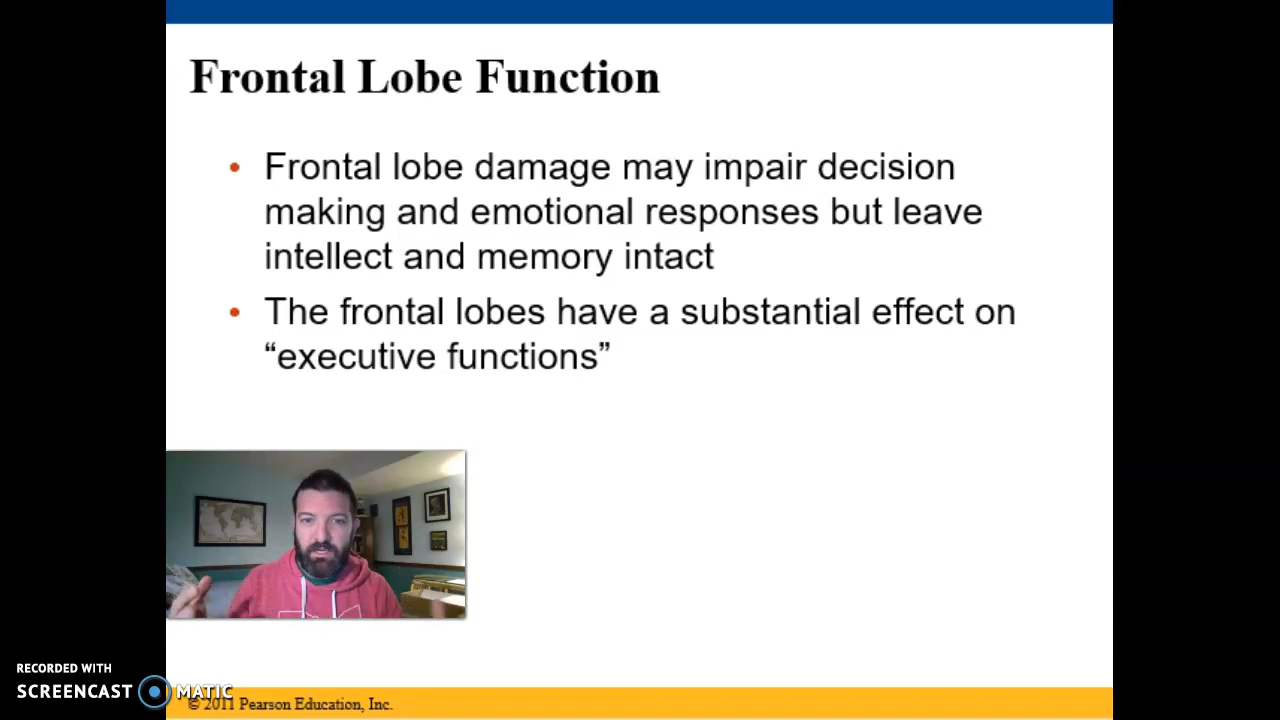 Frontal Lobe Function
• Frontal lobe damage may impair decision
making and emotional responses but leave
intellect and memory intact
• The frontal lobes have a substantial effect on
“executive functions”
RECORDED WITH
SCREENCAST MATIC
© 2011 Pearson Education, Inc.